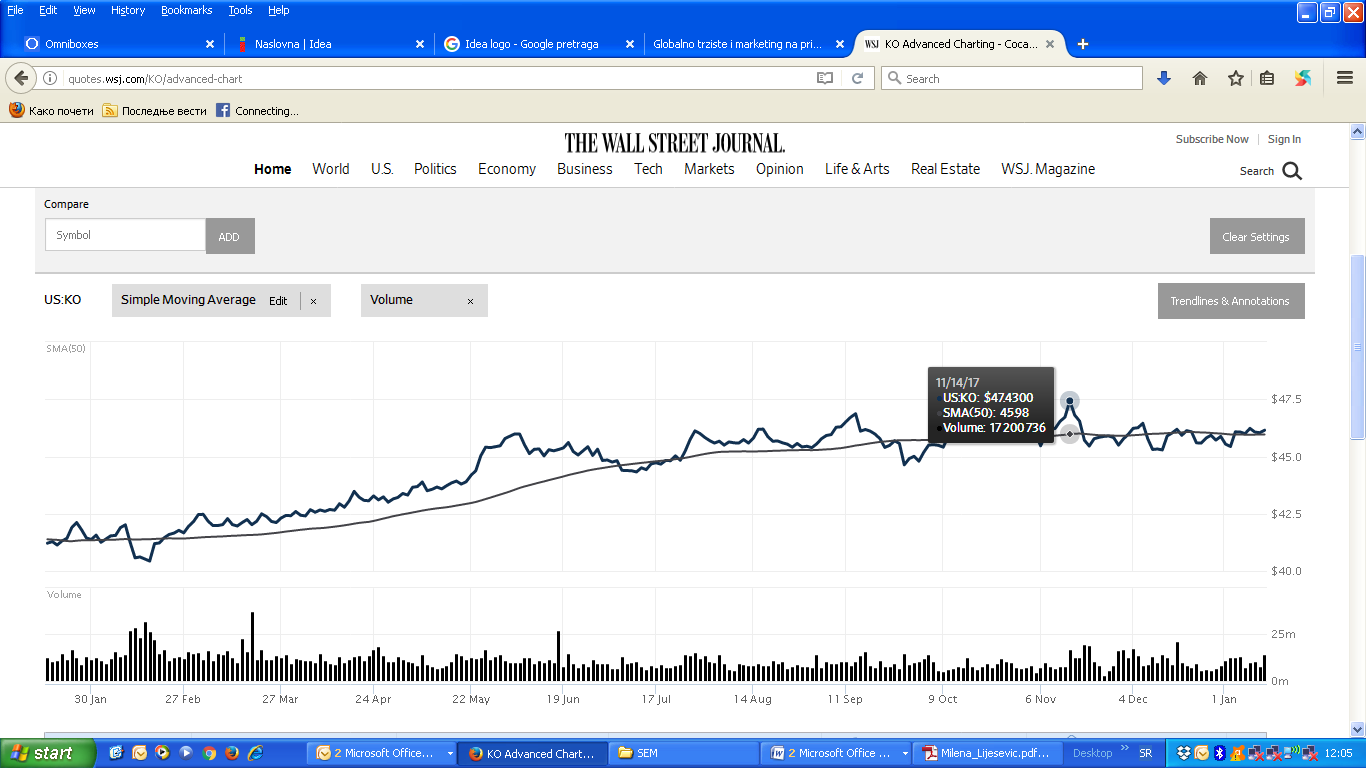 File Edit View History Bookmarks Tools Help
Omniboxes
Naslovna | Idea
Idea logo - Google pretraga
Globalno trziste i marketing na pri...
WSJ KO Advanced Charting - Coca...
quotes.wsj.com/KO/advanced-chart
Search
Како почети
Последње вести
Connecting...
THE WALL STREET JOURNAL.
Subscribe Now | Sign In
Home World U.S. Politics Economy Business Tech Markets Opinion Life & Arts Real Estate WSJ. Magazine
Search
Compare
Symbol
ADD
Clear Settings
US:KO
Simple Moving Average Edit ×
Volume ×
Trendlines & Annotations
SMA(50)
11/14/17
US:KO: $47.4300
SMA(50): 4598
Volume: 17200736
$47.5
$45.0
$42.5
$40.0
Volume
25m
0m
30 Jan 27 Feb 27 Mar 24 Apr 22 May 19 Jun 17 Jul 14 Aug 11 Sep 9 Oct 6 Nov 4 Dec 1 Jan
start
2 Microsoft Office...
KO Advanced Chart...
SEM
2 Microsoft Office ...
Milena_Lijesevic.pdf...
Desktop
SR
12:05